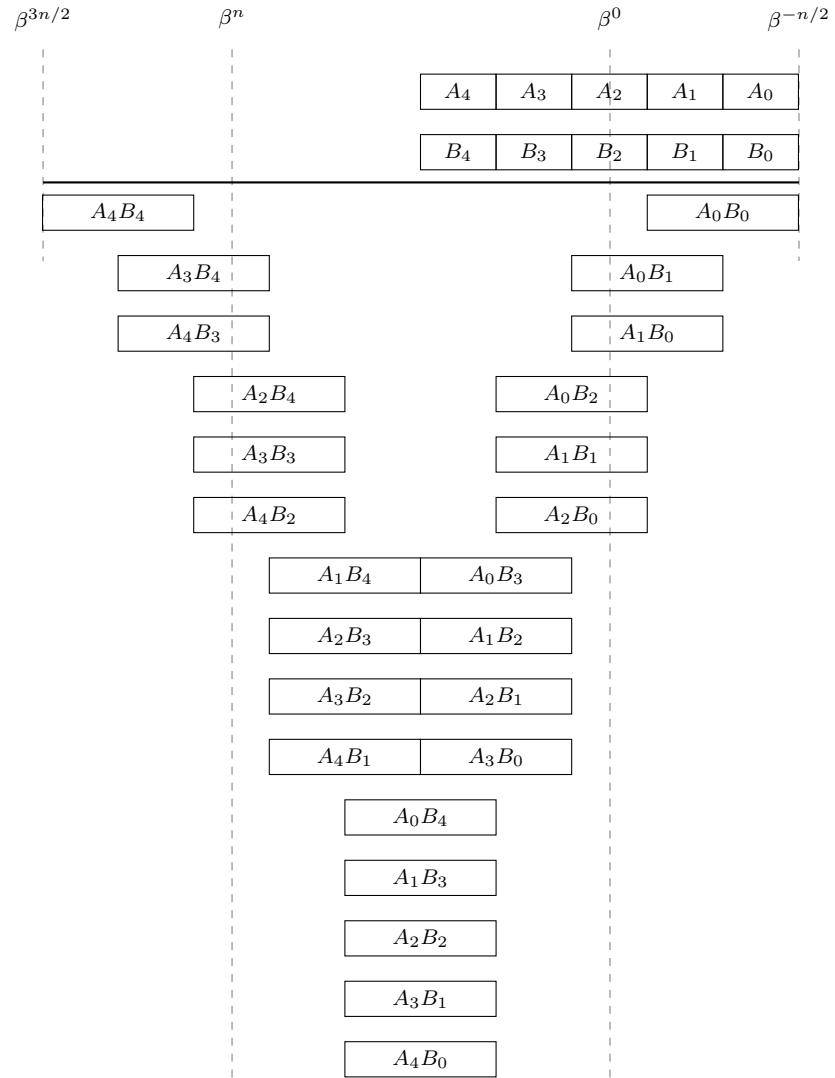 β^{3n/2} β^n β^0 β^{−n/2}
A_4 A_3 A_2 A_1 A_0
B_4 B_3 B_2 B_1 B_0
A_4B_4 A_0B_0
A_3B_4 A_0B_1
A_4B_3 A_1B_0
A_2B_4 A_0B_2
A_3B_3 A_1B_1
A_4B_2 A_2B_0
A_1B_4 A_0B_3
A_2B_3 A_1B_2
A_3B_2 A_2B_1
A_4B_1 A_3B_0
A_0B_4
A_1B_3
A_2B_2
A_3B_1
A_4B_0